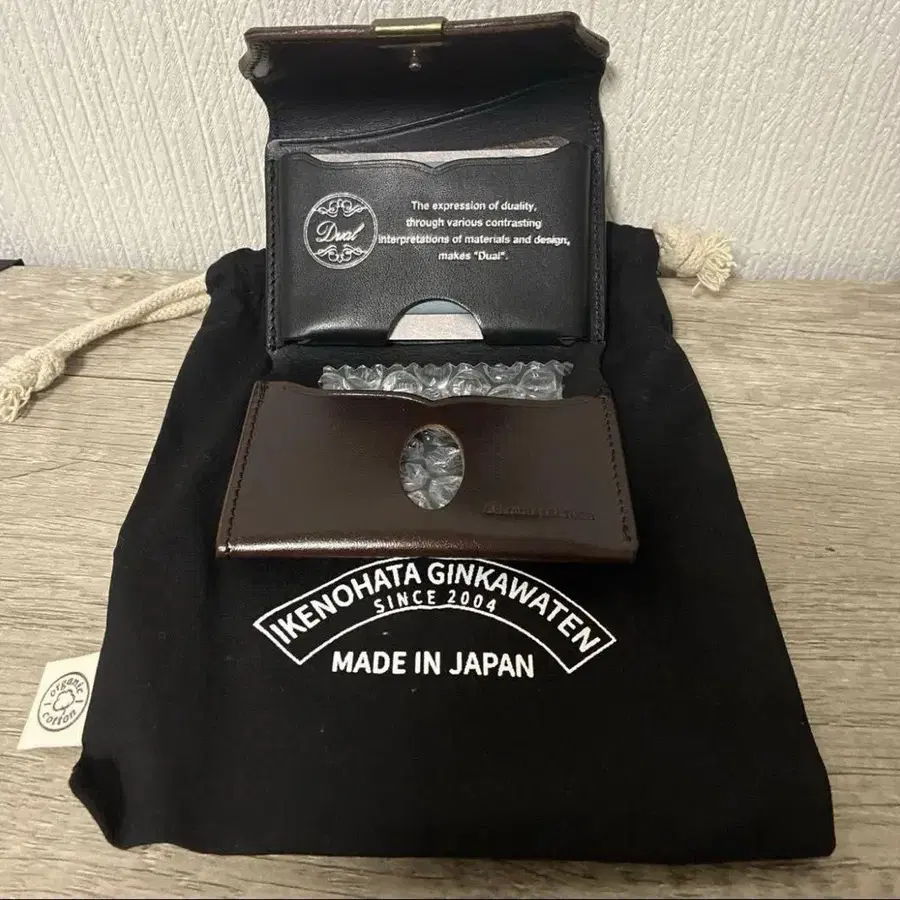 Dual
The expression of duality,
through various contrasting
interpretations of materials and design,
makes "Dual".
IKENOHATA GINKAWATEN
SINCE 2004
MADE IN JAPAN
organic
cotton